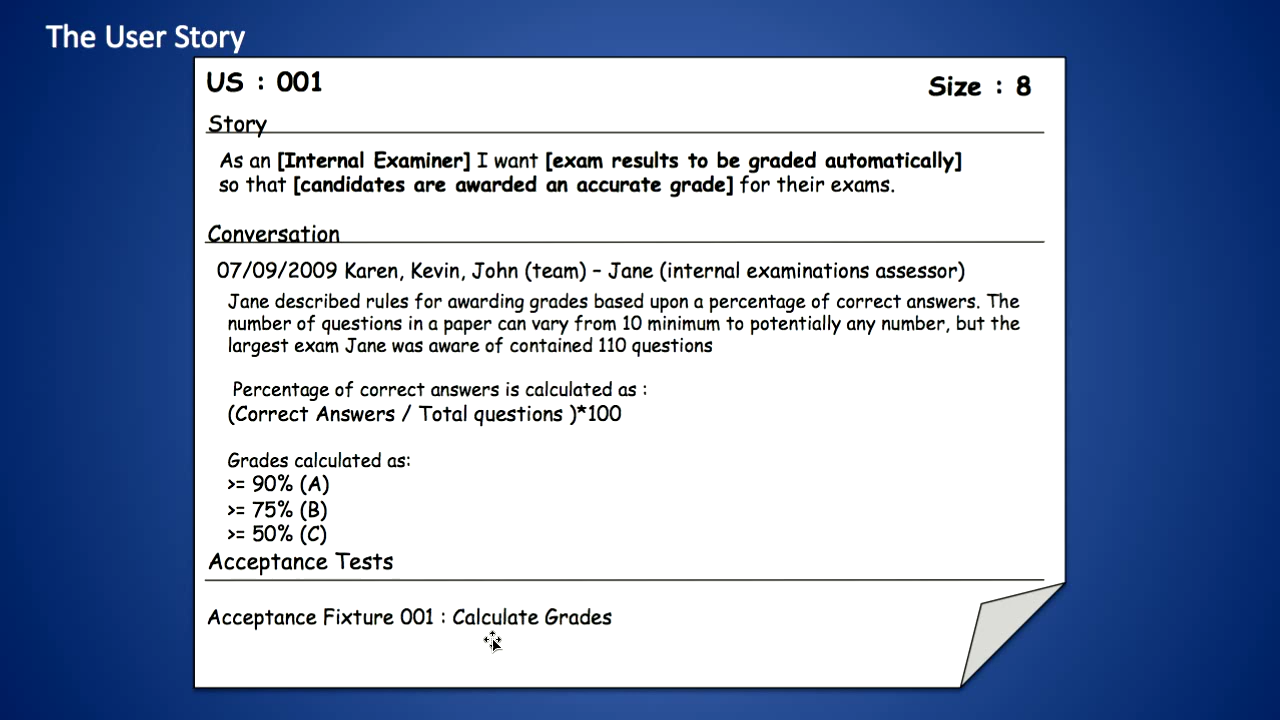 The User Story
US : 001
Size : 8
Story
As an [Internal Examiner] I want [exam results to be graded automatically]
so that [candidates are awarded an accurate grade] for their exams.
Conversation
07/09/2009 Karen, Kevin, John (team) – Jane (internal examinations assessor)
Jane described rules for awarding grades based upon a percentage of correct answers. The
number of questions in a paper can vary from 10 minimum to potentially any number, but the
largest exam Jane was aware of contained 110 questions
Percentage of correct answers is calculated as :
(Correct Answers / Total questions )*100
Grades calculated as:
>= 90% (A)
>= 75% (B)
>= 50% (C)
Acceptance Tests
Acceptance Fixture 001 : Calculate Grades